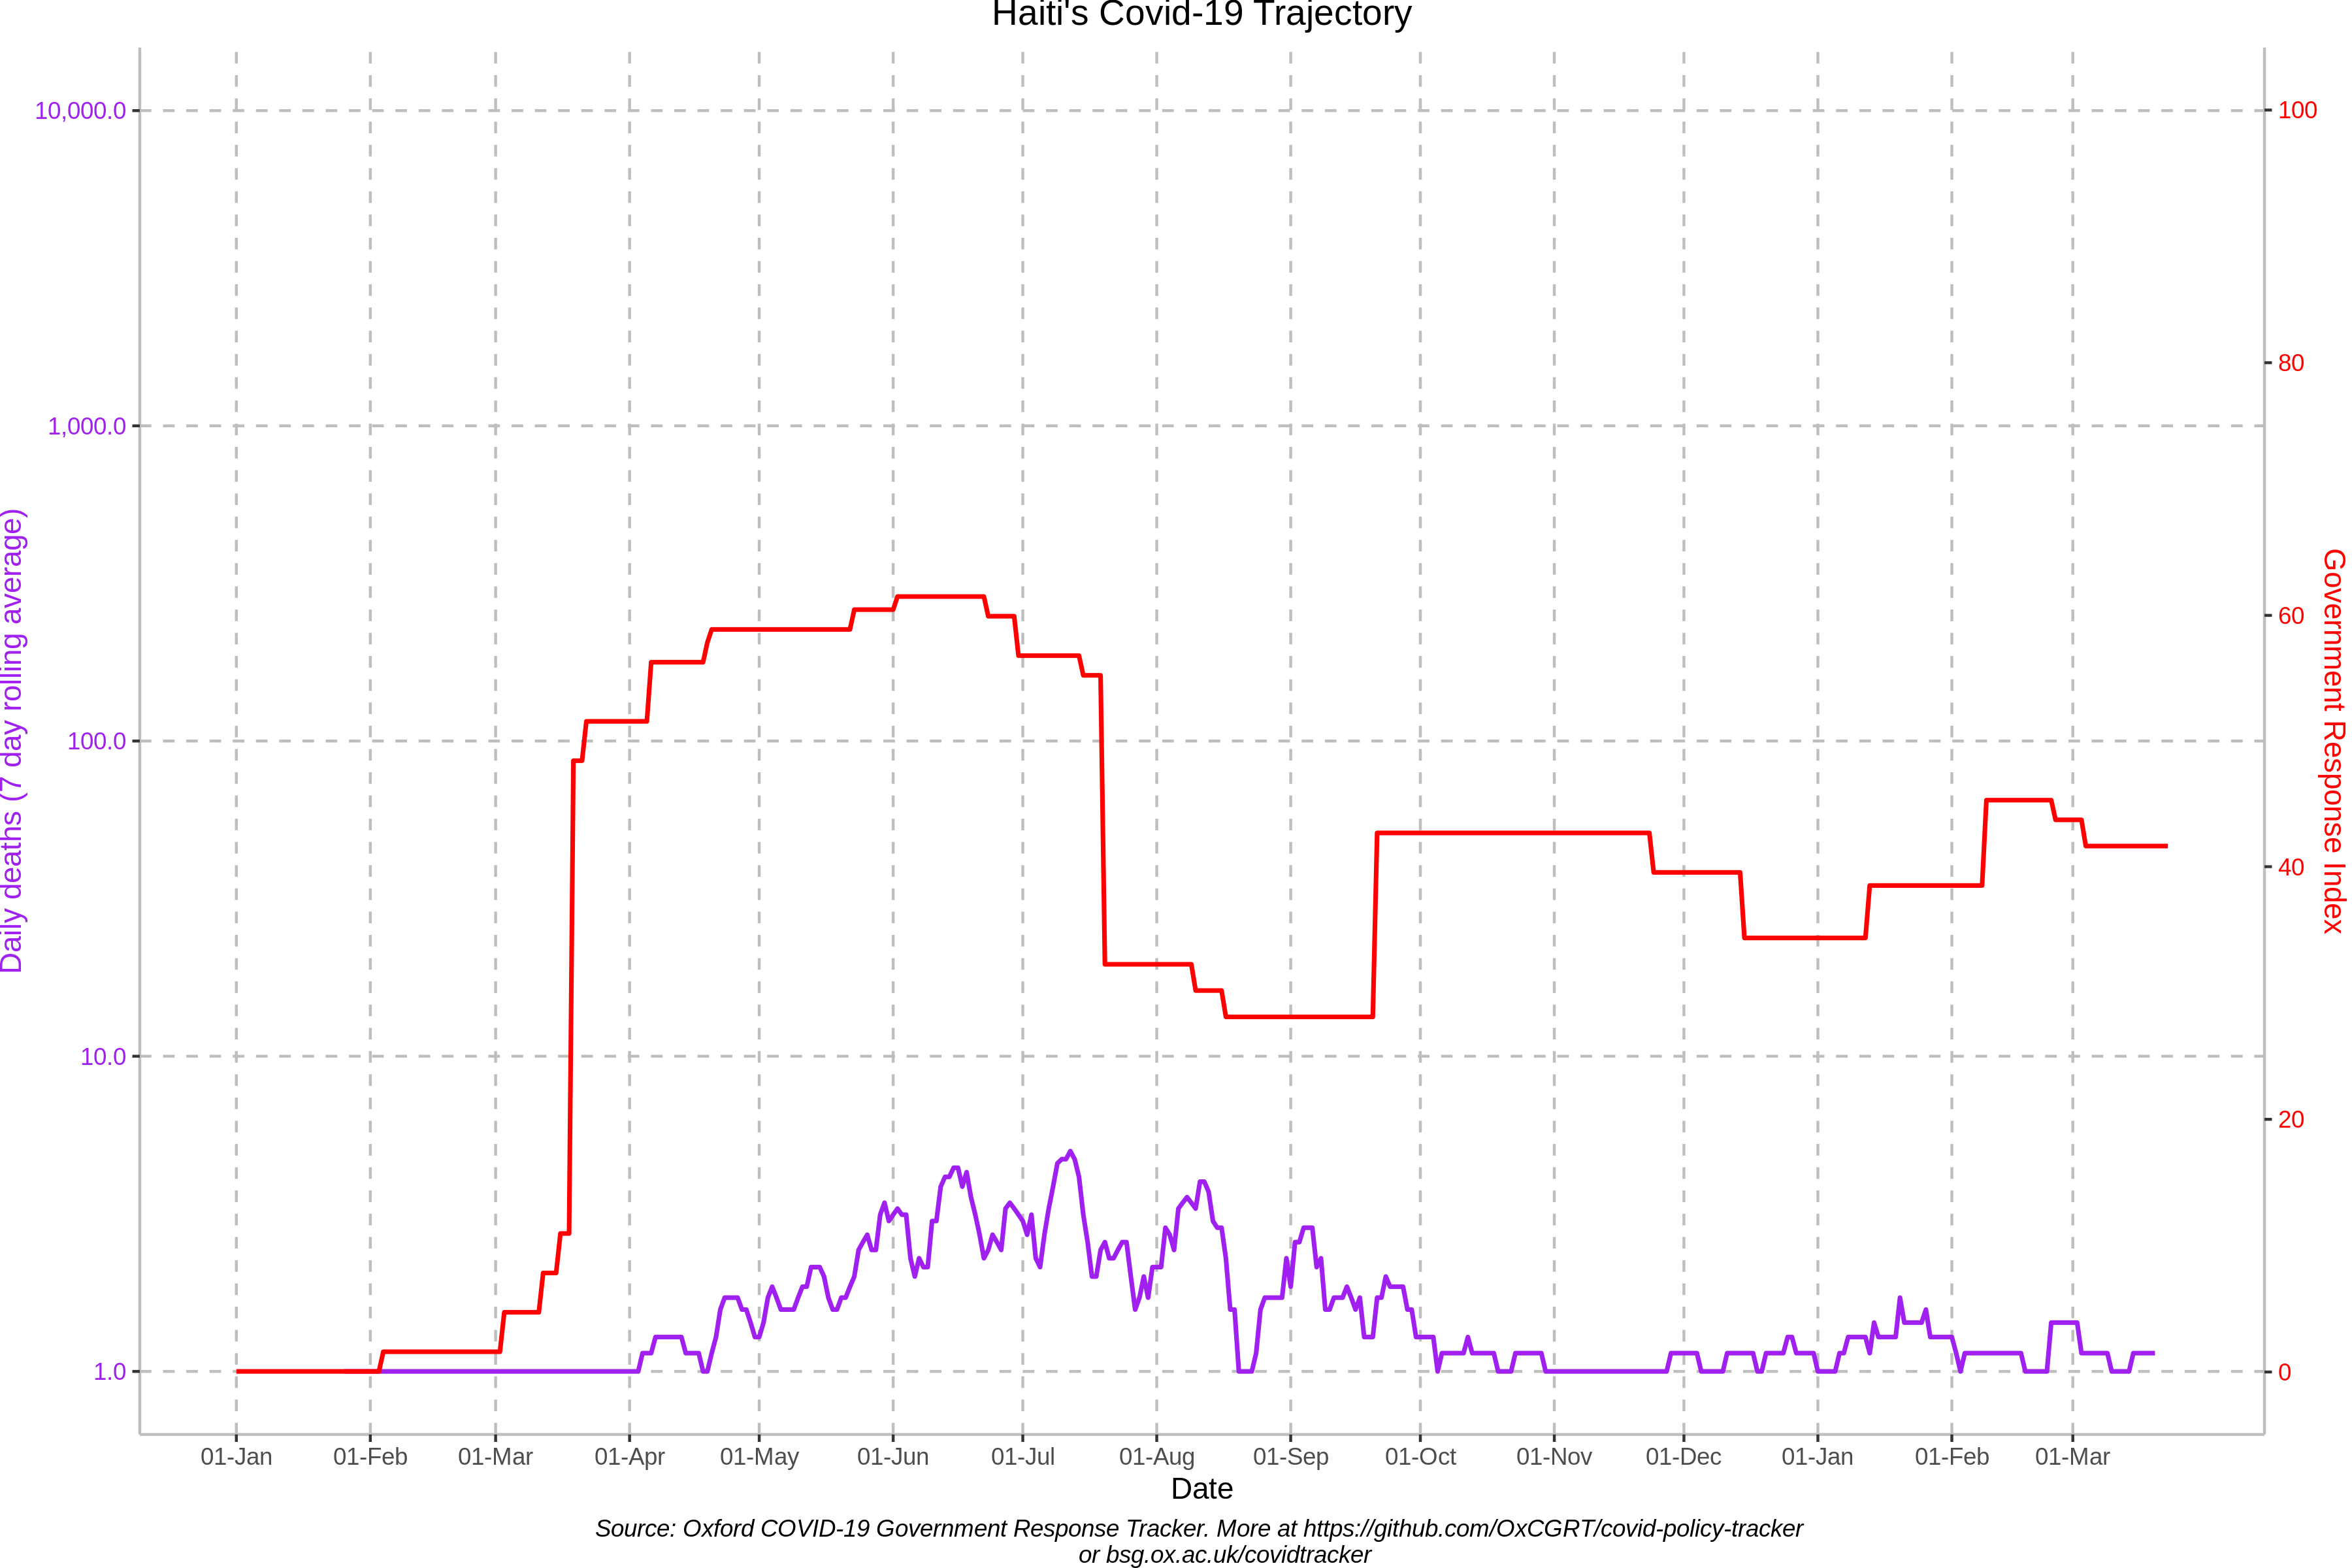 Haiti's Covid-19 Trajectory
10,000.0
1,000.0
100.0
10.0
1.0
Daily deaths (7 day rolling average)
100
80
60
40
20
0
Government Response Index
01-Jan 01-Feb 01-Mar 01-Apr 01-May 01-Jun 01-Jul 01-Aug 01-Sep 01-Oct 01-Nov 01-Dec 01-Jan 01-Feb 01-Mar
Date
Source: Oxford COVID-19 Government Response Tracker. More at https://github.com/OxCGRT/covid-policy-tracker
or bsg.ox.ac.uk/covidtracker